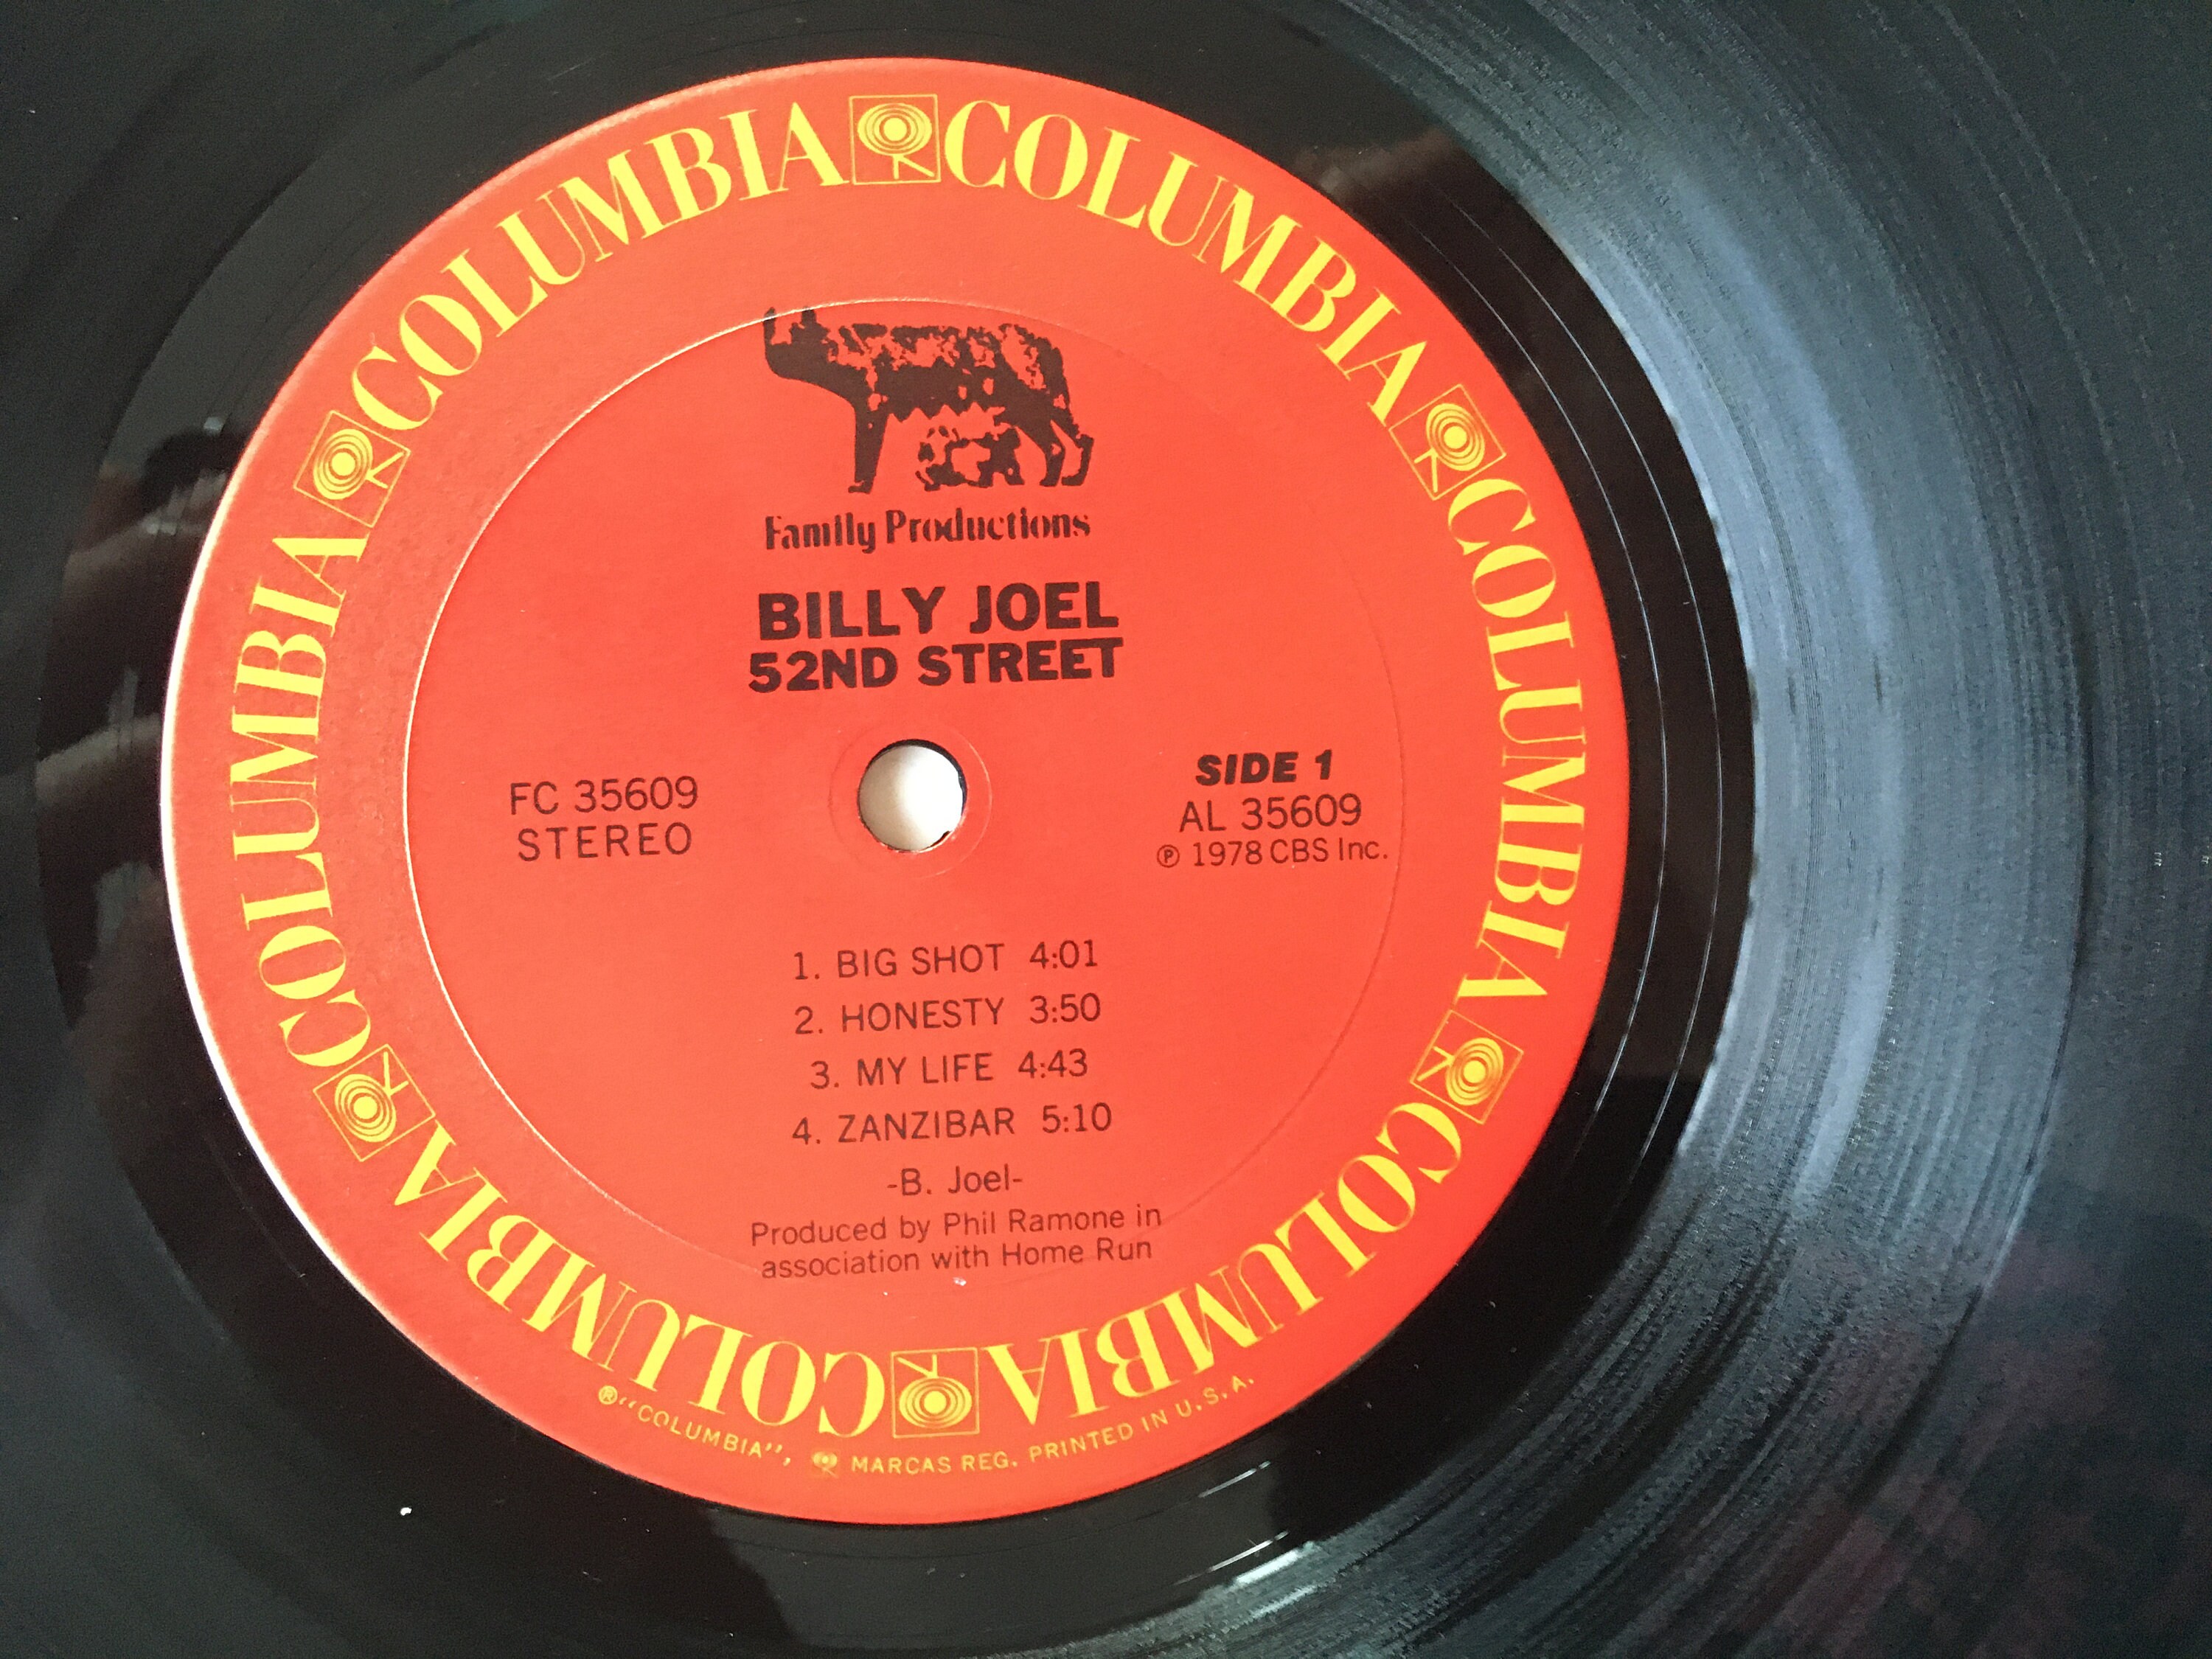 COLUMBIA COLUMBIA COLUMBIA COLUMBIA COLUMBIA COLUMBIA
Family Productions
BILLY JOEL
52ND STREET
FC 35609
STEREO
SIDE 1
AL 35609
℗ 1978 CBS Inc.
1. BIG SHOT 4:01
2. HONESTY 3:50
3. MY LIFE 4:43
4. ZANZIBAR 5:10
-B. Joel-
Produced by Phil Ramone in
association with Home Run
®"COLUMBIA", MARCAS REG. PRINTED IN U.S.A.